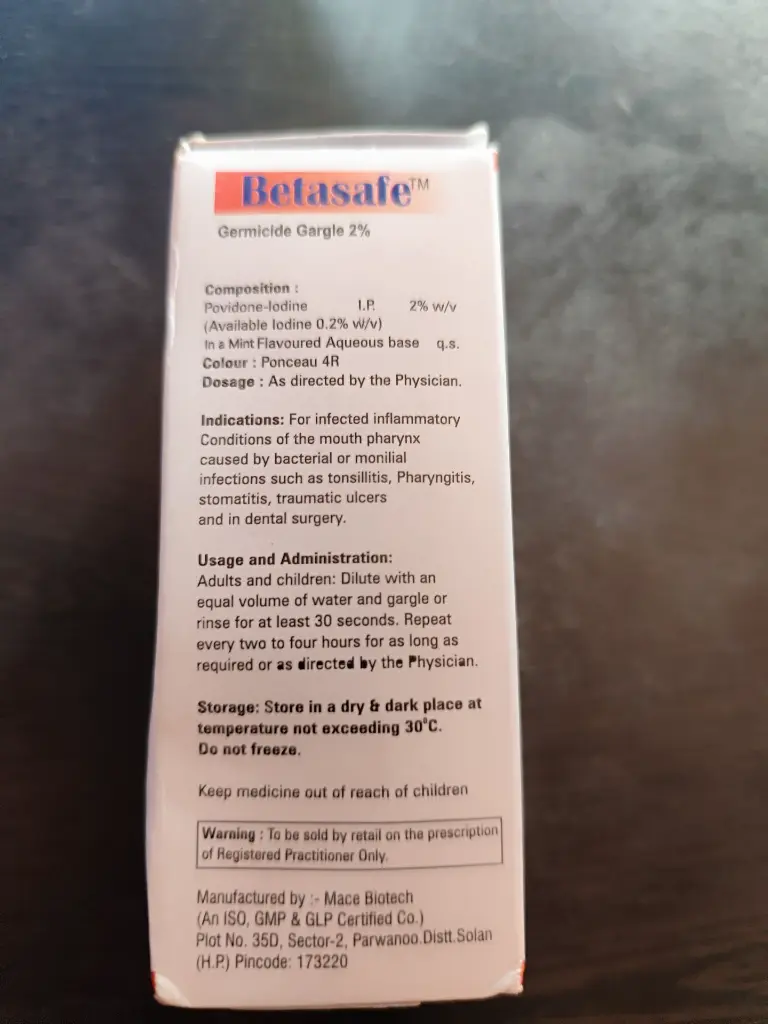 Betasafe™
Germicide Gargle 2%
Composition :
Povidone-Iodine I.P. 2% w/v
(Available Iodine 0.2% w/v)
In a Mint Flavoured Aqueous base q.s.
Colour : Ponceau 4R
Dosage : As directed by the Physician.
Indications: For infected inflammatory
Conditions of the mouth pharynx
caused by bacterial or monilial
infections such as tonsillitis, Pharyngitis,
stomatitis, traumatic ulcers
and in dental surgery.
Usage and Administration:
Adults and children: Dilute with an
equal volume of water and gargle or
rinse for at least 30 seconds. Repeat
every two to four hours for as long as
required or as directed by the Physician.
Storage: Store in a dry & dark place at
temperature not exceeding 30°C.
Do not freeze.
Keep medicine out of reach of children
Warning : To be sold by retail on the prescription
of Registered Practitioner Only.
Manufactured by :- Mace Biotech
(An ISO, GMP & GLP Certified Co.)
Plot No. 35D, Sector-2, Parwanoo.Distt.Solan
(H.P.) Pincode: 173220